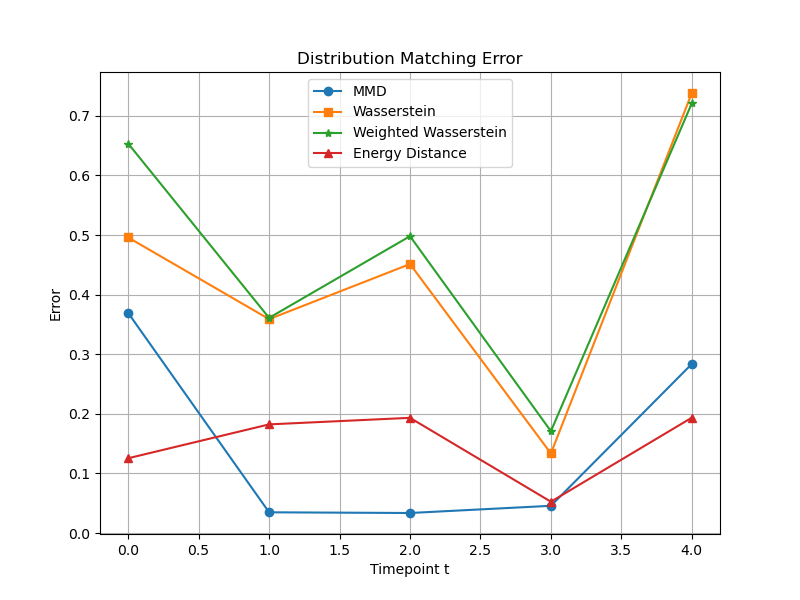 Distribution Matching Error
MMD
Wasserstein
Weighted Wasserstein
Energy Distance
Error
0.7
0.6
0.5
0.4
0.3
0.2
0.1
0.0
0.0 0.5 1.0 1.5 2.0 2.5 3.0 3.5 4.0
Timepoint t